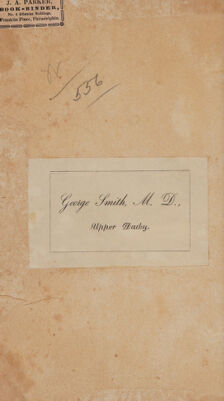 J. A. PARKER,
BOOK-BINDER,
Franklin Place, Philadelphia.
556
George Smith, M. D.,
Upper Darby.